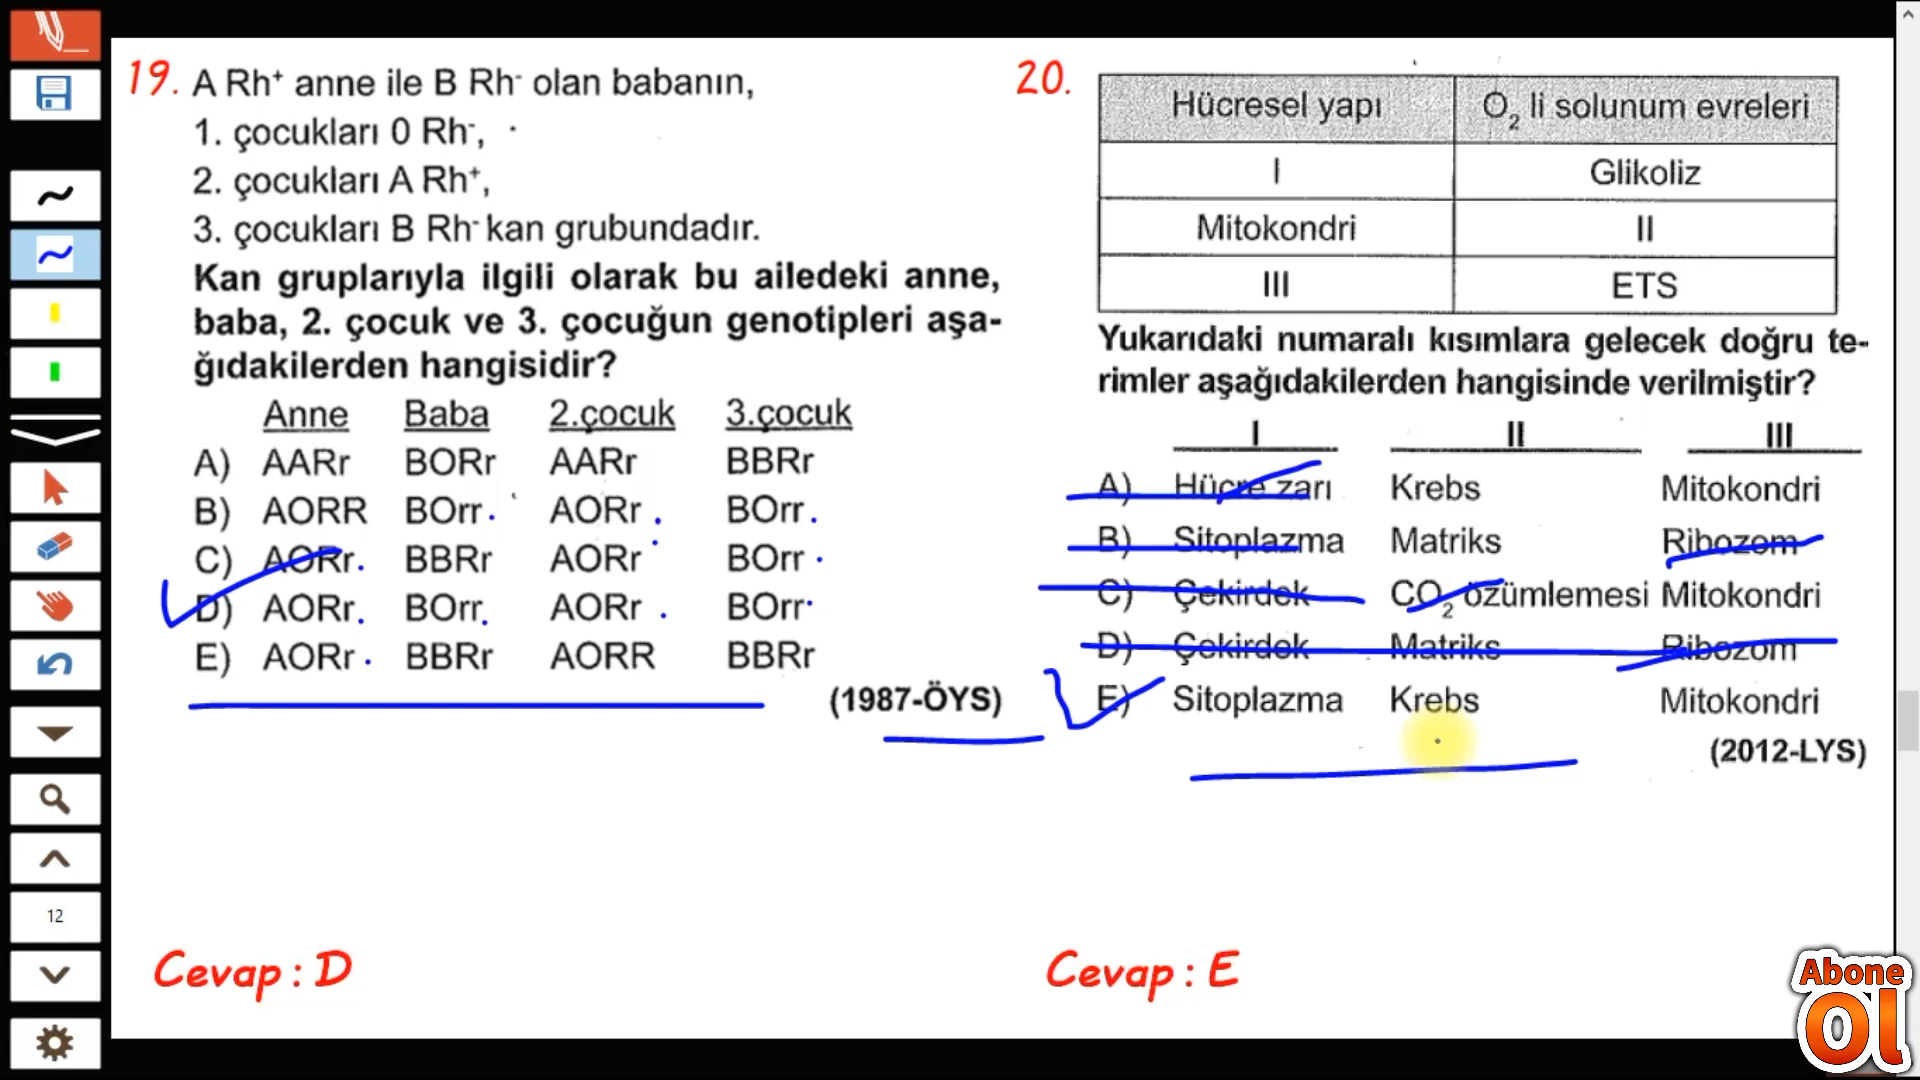 19. A Rh+ anne ile B Rh- olan babanın,
1. çocukları 0 Rh-,
2. çocukları A Rh+,
3. çocukları B Rh- kan grubundadır.
Kan gruplarıyla ilgili olarak bu ailedeki anne,
baba, 2. çocuk ve 3. çocuğun genotipleri aşa-
ğıdakilerden hangisidir?
Anne Baba 2.çocuk 3.çocuk
A) AARr BORr AARr BBRr
B) AORR BOrr AORr BOrr
C) AORr BBRr AORr BOrr
D) AORr BOrr AORr BOrr
E) AORr BBRr AORR BBRr
(1987-ÖYS)
Cevap : D
20.
Hücresel yapı O2 li solunum evreleri
I Glikoliz
Mitokondri II
III ETS
Yukarıdaki numaralı kısımlara gelecek doğru te-
rimler aşağıdakilerden hangisinde verilmiştir?
I II III
A) Hücre zarı Krebs Mitokondri
B) Sitoplazma Matriks Ribozom
C) Çekirdek CO2 özümlemesi Mitokondri
D) Çekirdek Matriks Ribozom
E) Sitoplazma Krebs Mitokondri
(2012-LYS)
Cevap : E
12
Abone
Ol